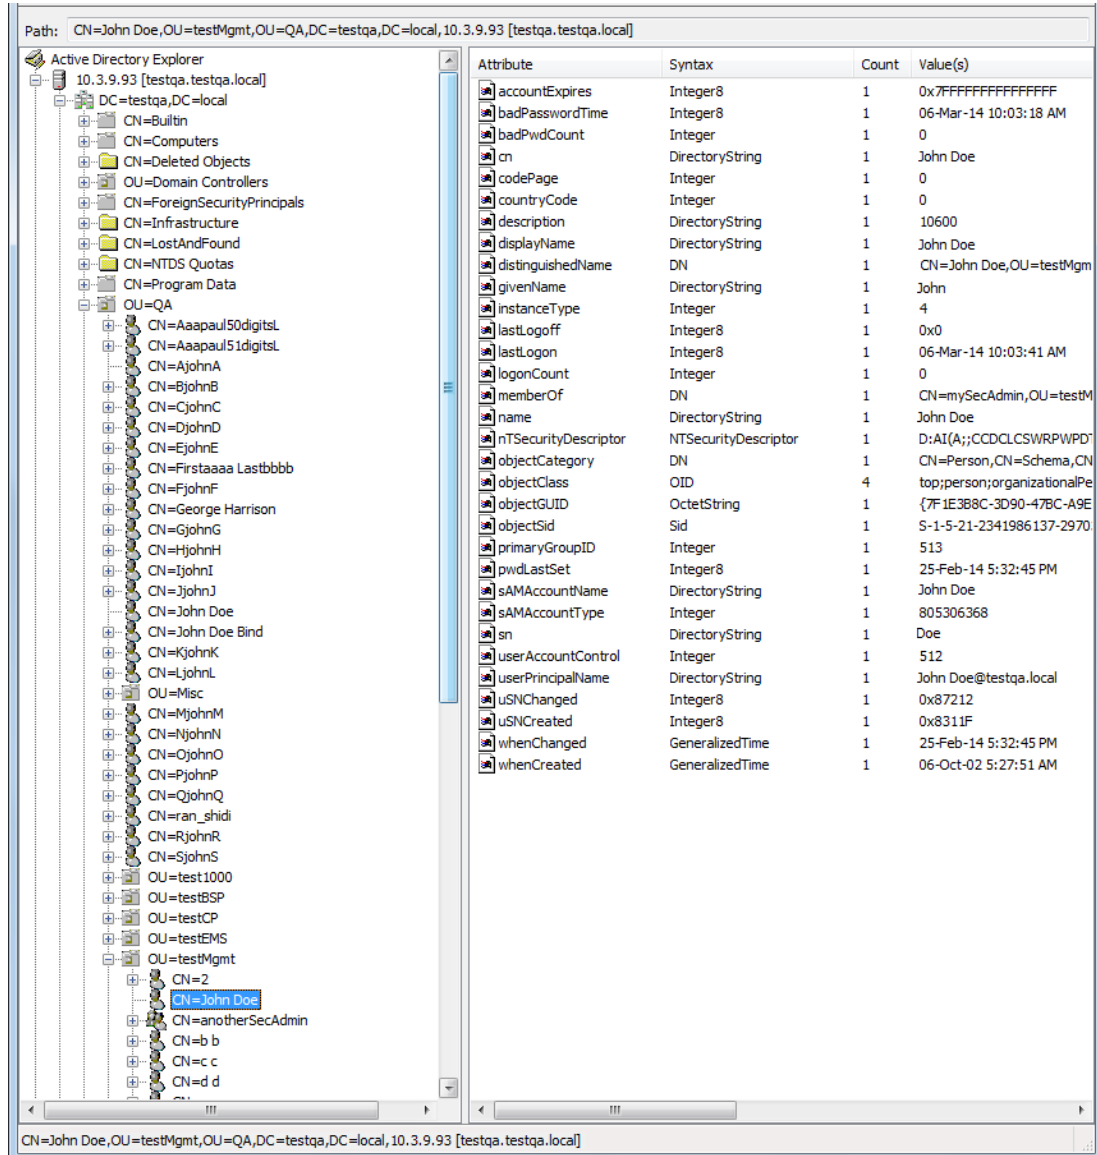 Path: CN=John Doe,OU=testMgmt,OU=QA,DC=testqa,DC=local,10.3.9.93 [testqa.testqa.local]
Active Directory Explorer
10.3.9.93 [testqa.testqa.local]
DC=testqa,DC=local
CN=Builtin
CN=Computers
CN=Deleted Objects
OU=Domain Controllers
CN=ForeignSecurityPrincipals
CN=Infrastructure
CN=LostAndFound
CN=NTDS Quotas
CN=Program Data
OU=QA
CN=Aaapaul50digitsL
CN=Aaapaul51digitsL
CN=AjohnA
CN=BjohnB
CN=CjohnC
CN=DjohnD
CN=EjohnE
CN=Firstaaaa Lastbbbb
CN=FjohnF
CN=George Harrison
CN=GjohnG
CN=HjohnH
CN=IjohnI
CN=JjohnJ
CN=John Doe
CN=John Doe Bind
CN=KjohnK
CN=LjohnL
OU=Misc
CN=MjohnM
CN=NjohnN
CN=OjohnO
CN=PjohnP
CN=QjohnQ
CN=ran_shidi
CN=RjohnR
CN=SjohnS
OU=test1000
OU=testBSP
OU=testCP
OU=testEMS
OU=testMgmt
CN=2
CN=John Doe
CN=anotherSecAdmin
CN=b b
CN=c c
CN=d d
Attribute Syntax Count Value(s)
accountExpires Integer8 1 0x7FFFFFFFFFFFFFFF
badPasswordTime Integer8 1 06-Mar-14 10:03:18 AM
badPwdCount Integer 1 0
cn DirectoryString 1 John Doe
codePage Integer 1 0
countryCode Integer 1 0
description DirectoryString 1 10600
displayName DirectoryString 1 John Doe
distinguishedName DN 1 CN=John Doe,OU=testMgm
givenName DirectoryString 1 John
instanceType Integer 1 4
lastLogoff Integer8 1 0x0
lastLogon Integer8 1 06-Mar-14 10:03:41 AM
logonCount Integer 1 0
memberOf DN 1 CN=mySecAdmin,OU=testM
name DirectoryString 1 John Doe
nTSecurityDescriptor NTSecurityDescriptor 1 D:AI(A;;CCDCLCSWRPWPDT
objectCategory DN 1 CN=Person,CN=Schema,CN
objectClass OID 4 top;person;organizationalPe
objectGUID OctetString 1 {7F1E3B8C-3D90-47BC-A9E
objectSid Sid 1 S-1-5-21-2341986137-2970
primaryGroupID Integer 1 513
pwdLastSet Integer8 1 25-Feb-14 5:32:45 PM
sAMAccountName DirectoryString 1 John Doe
sAMAccountType Integer 1 805306368
sn DirectoryString 1 Doe
userAccountControl Integer 1 512
userPrincipalName DirectoryString 1 John Doe@testqa.local
uSNChanged Integer8 1 0x87212
uSNCreated Integer8 1 0x8311F
whenChanged GeneralizedTime 1 25-Feb-14 5:32:45 PM
whenCreated GeneralizedTime 1 06-Oct-02 5:27:51 AM
CN=John Doe,OU=testMgmt,OU=QA,DC=testqa,DC=local,10.3.9.93 [testqa.testqa.local]